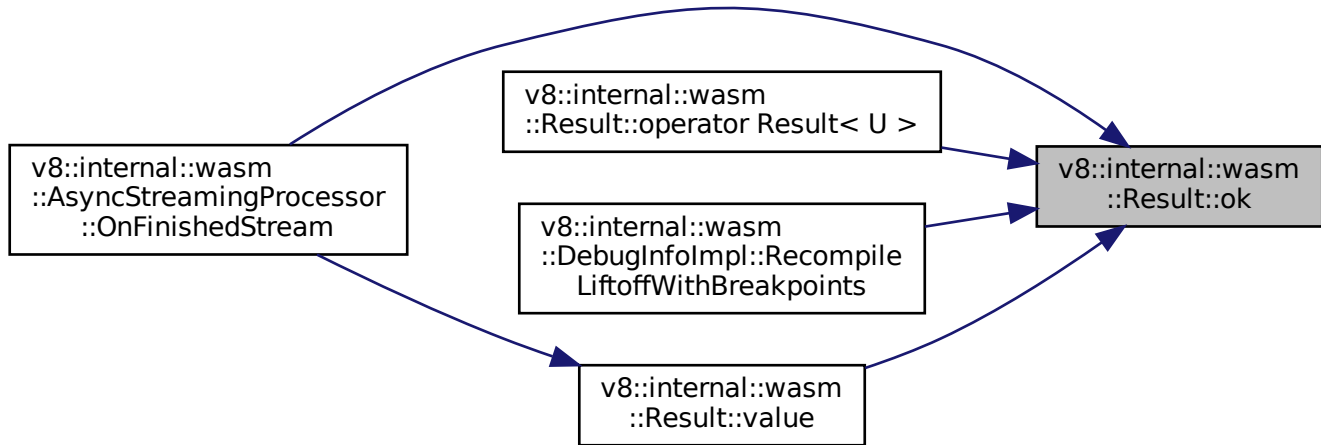 v8::internal::wasm
::Result::operator Result< U >
v8::internal::wasm
::AsyncStreamingProcessor
::OnFinishedStream
v8::internal::wasm
::Result::ok
v8::internal::wasm
::DebugInfoImpl::Recompile
LiftoffWithBreakpoints
v8::internal::wasm
::Result::value